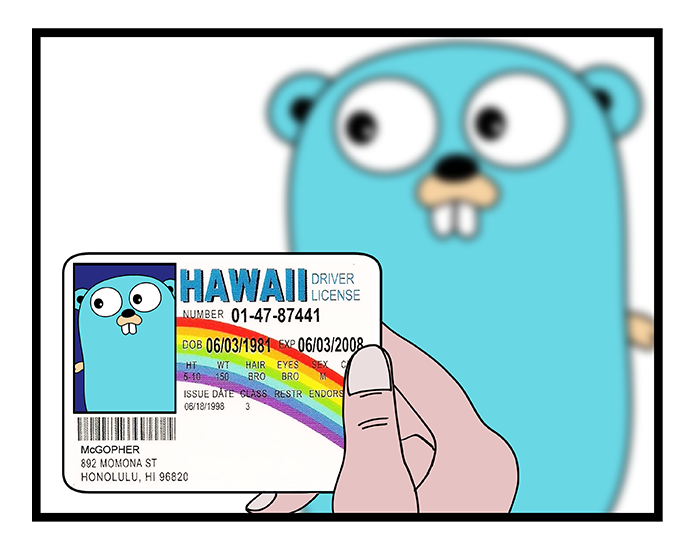 HAWAII DRIVER LICENSE
NUMBER 01-47-87441
DOB 06/03/1981 EXP 06/03/2008
HT WT HAIR EYES SEX C
5-10 150 BRO BRO M
ISSUE DATE CLASS. RESTR ENDORS
06/18/1998 3
McGOPHER
892 MOMONA ST
HONOLULU, HI 96820